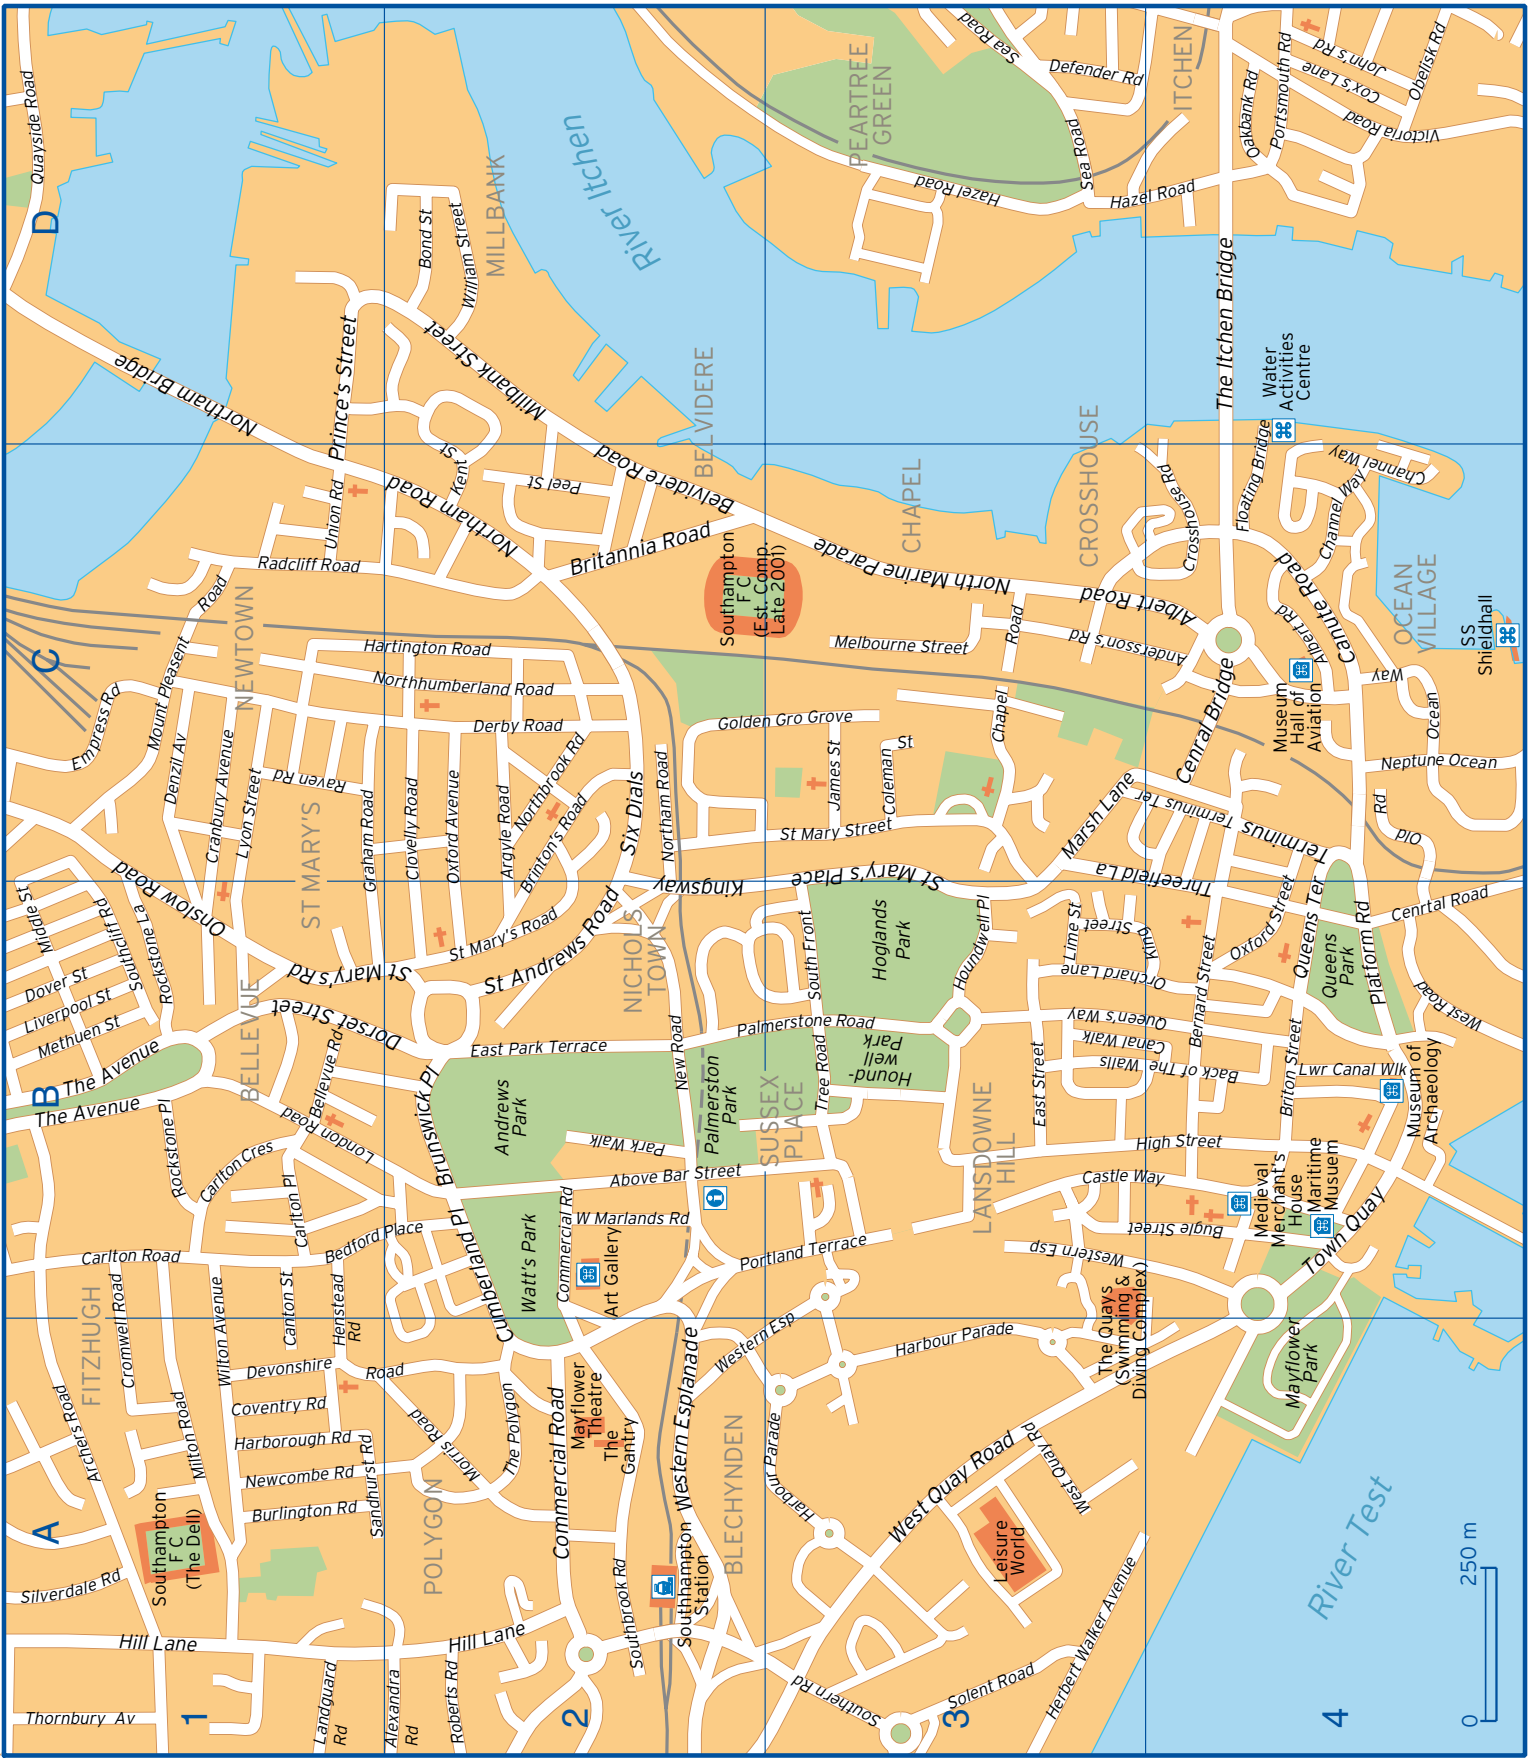 A
B
C
D
1
2
3
4
Thornbury Av
Silverdale Rd
Hill Lane
Landguard
Rd
Alexandra
Rd
Roberts Rd
Hill Lane
Southampton
F C
(The Dell)
Archers Road
FITZHUGH
Cromwell Road
Milton Road
Wilton Avenue
Carlton Road
Canton St
Henstead
Rd
Devonshire
Road
Coventry Rd
Harborough Rd
Newcombe Rd
Burlington Rd
Sandhurst Rd
Morris Road
The Polygon
POLYGON
Commercial Road
Southbrook Rd
Mayflower
Theatre
The
Gantry
Southhampton
Station
Western Esplanade
BLECHYNDEN
Western Esp
Harbour Parade
Harbour Parade
West Quay Road
West Quay Rd
Leisure
World
Southern Rd
Solent Road
Herbert Walker Avenue
River Test
0
250 m
Mayflower
Park
The Quays
(Swimming &
Diving Complex)
Middle St
Dover St
Liverpool St
Methuen St
Southcliff Rd
Rockstone La
The Avenue
The Avenue
Rockstone Pl
Carlton Cres
Carlton Pl
London Road
Bellevue Rd
BELLEVUE
Bedford Place
Onslow Road
St Mary's Rd
Dorset Street
Brunswick Pl
Cumberland Pl
Watt's Park
Andrews
Park
East Park Terrace
St Mary's Road
St Andrews Road
NICHOLS
TOWN
Commercial Rd
W Marlands Rd
Art Gallery
Above Bar Street
Park Walk
New Road
Palmerston
Park
SUSSEX
PLACE
Portland Terrace
Palmerstone Road
South Front
Tree Road
Hound-
well
Park
Hoglands
Park
Houndwell Pl
LANSDOWNE
HILL
East Street
Lime St
King Street
Orchard Lane
Queen's Way
Canal Walk
Back of The Walls
Bernard Street
High Street
Castle Way
Bugle Street
Western Esp
Briton Street
Oxford Street
Queens Ter
Queens
Park
Platform Rd
Cenrtal Road
West Road
Lwr Canal Wlk
Museum of
Archaeology
Medieval
Merchant's
House
Maritime
Musuem
Town Quay
Empress Rd
Mount Pleasant
Road
Denzil Av
Cranbury Avenue
Lyon Street
Raven Rd
NEWTOWN
ST MARY'S
Radcliff Road
Union Rd
Hartington Road
Northhumberland Road
Derby Road
Graham Road
Clovelly Road
Oxford Avenue
Argyle Road
Northbrook Rd
Brinton's Road
Six Dials
Northam Road
Kingsway
Northam Road
Kent St
Peel St
Britannia Road
Belvidere Road
Southampton
F C
(Est. Comp.
Late 2001)
Golden Gro Grove
Melbourne Street
James St
Coleman
St
St Mary Street
St Mary's Place
Chapel
Road
CHAPEL
North Marine Parade
Albert Road
Andersson's Rd
CROSSHOUSE
Crosshouse Rd
Cenral Bridge
Marsh Lane
Threefield La
Terminus Ter
Terminus Ter
Museum
Hall of
Aviation
Albert Rd
Canute Road
Floating Bridge
Channel Way
Channel Way
OCEAN
VILLAGE
SS
Shieldhall
Ocean
Way
Neptune Ocean
Old
Rd
Quayside Road
Northam Bridge
Prince's Street
Bond St
William Street
MILLBANK
Millbank Street
BELVIDERE
River Itchen
PEARTREE
GREEN
Sea Road
Sea Road
Defender Rd
Hazel Road
Hazel Road
ITCHEN
The Itchen Bridge
Water
Activities
Centre
Oakbank Rd
Portsmouth Rd
John's Rd
Cox's Lane
Victoria Road
Obelisk Rd